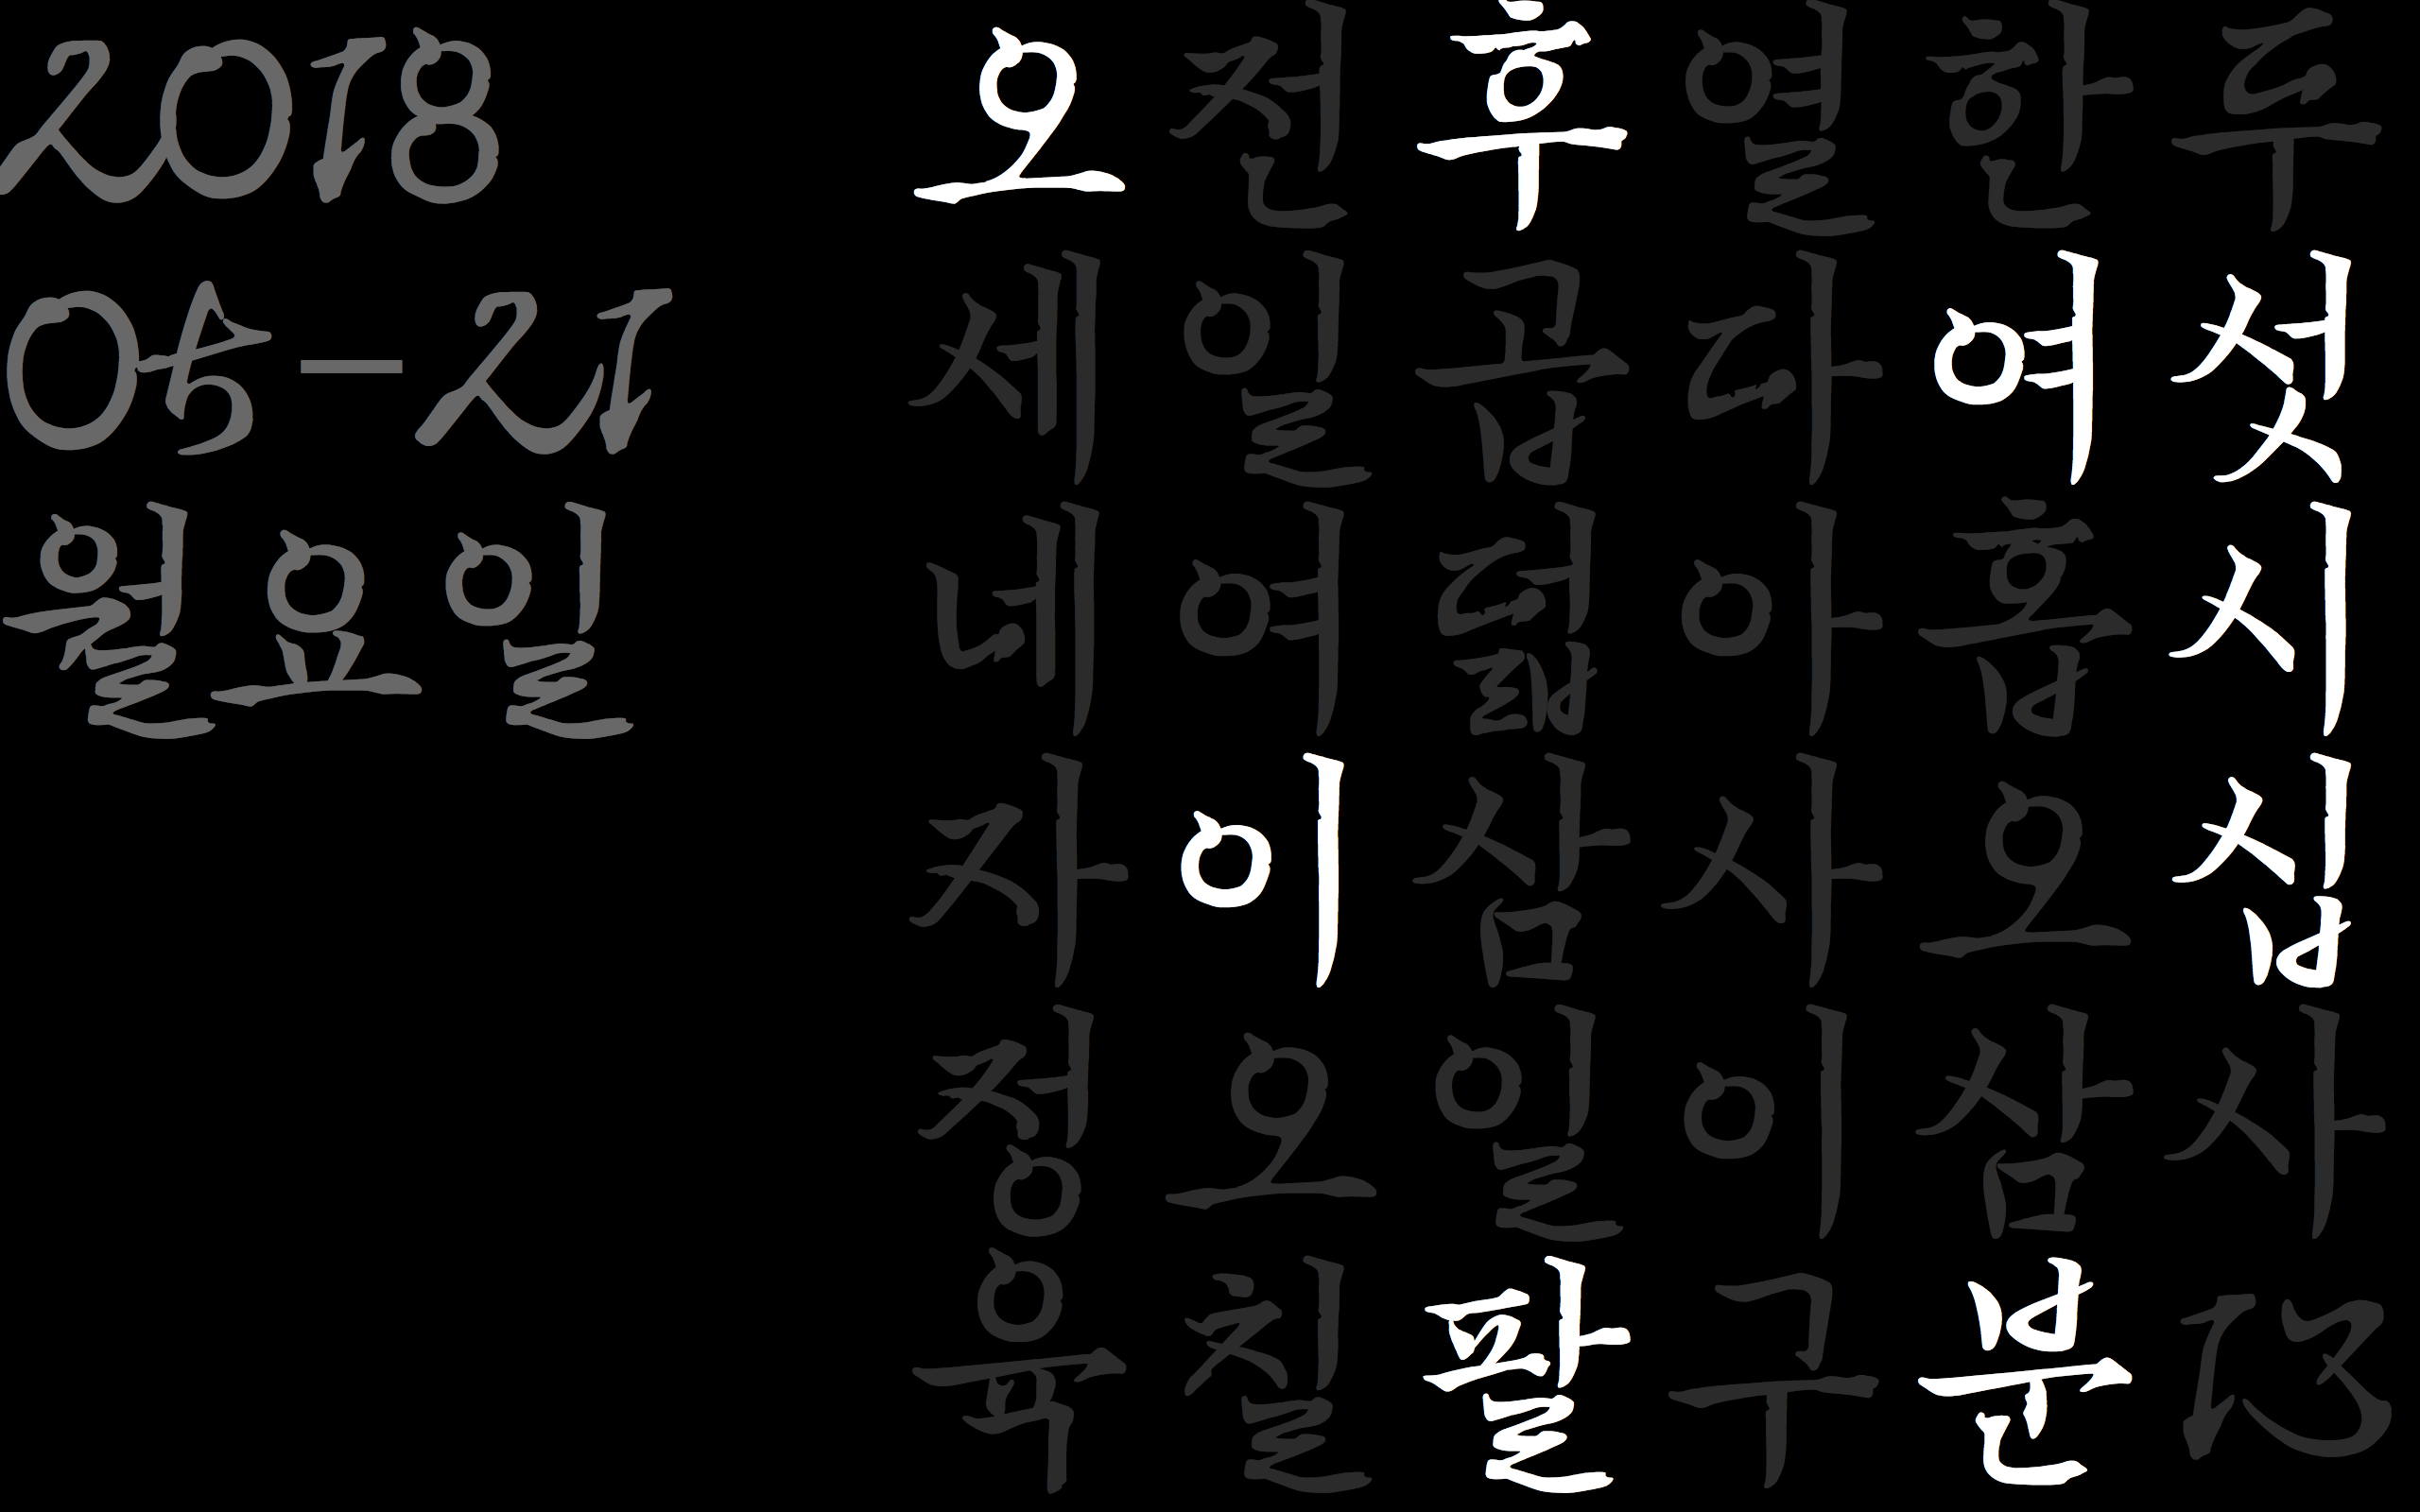 2018 오전후열한두
05-21 세일곱다여섯
월요일 네여덟아홉시
자이삼사오십
정오일이삼사
육칠팔구분13